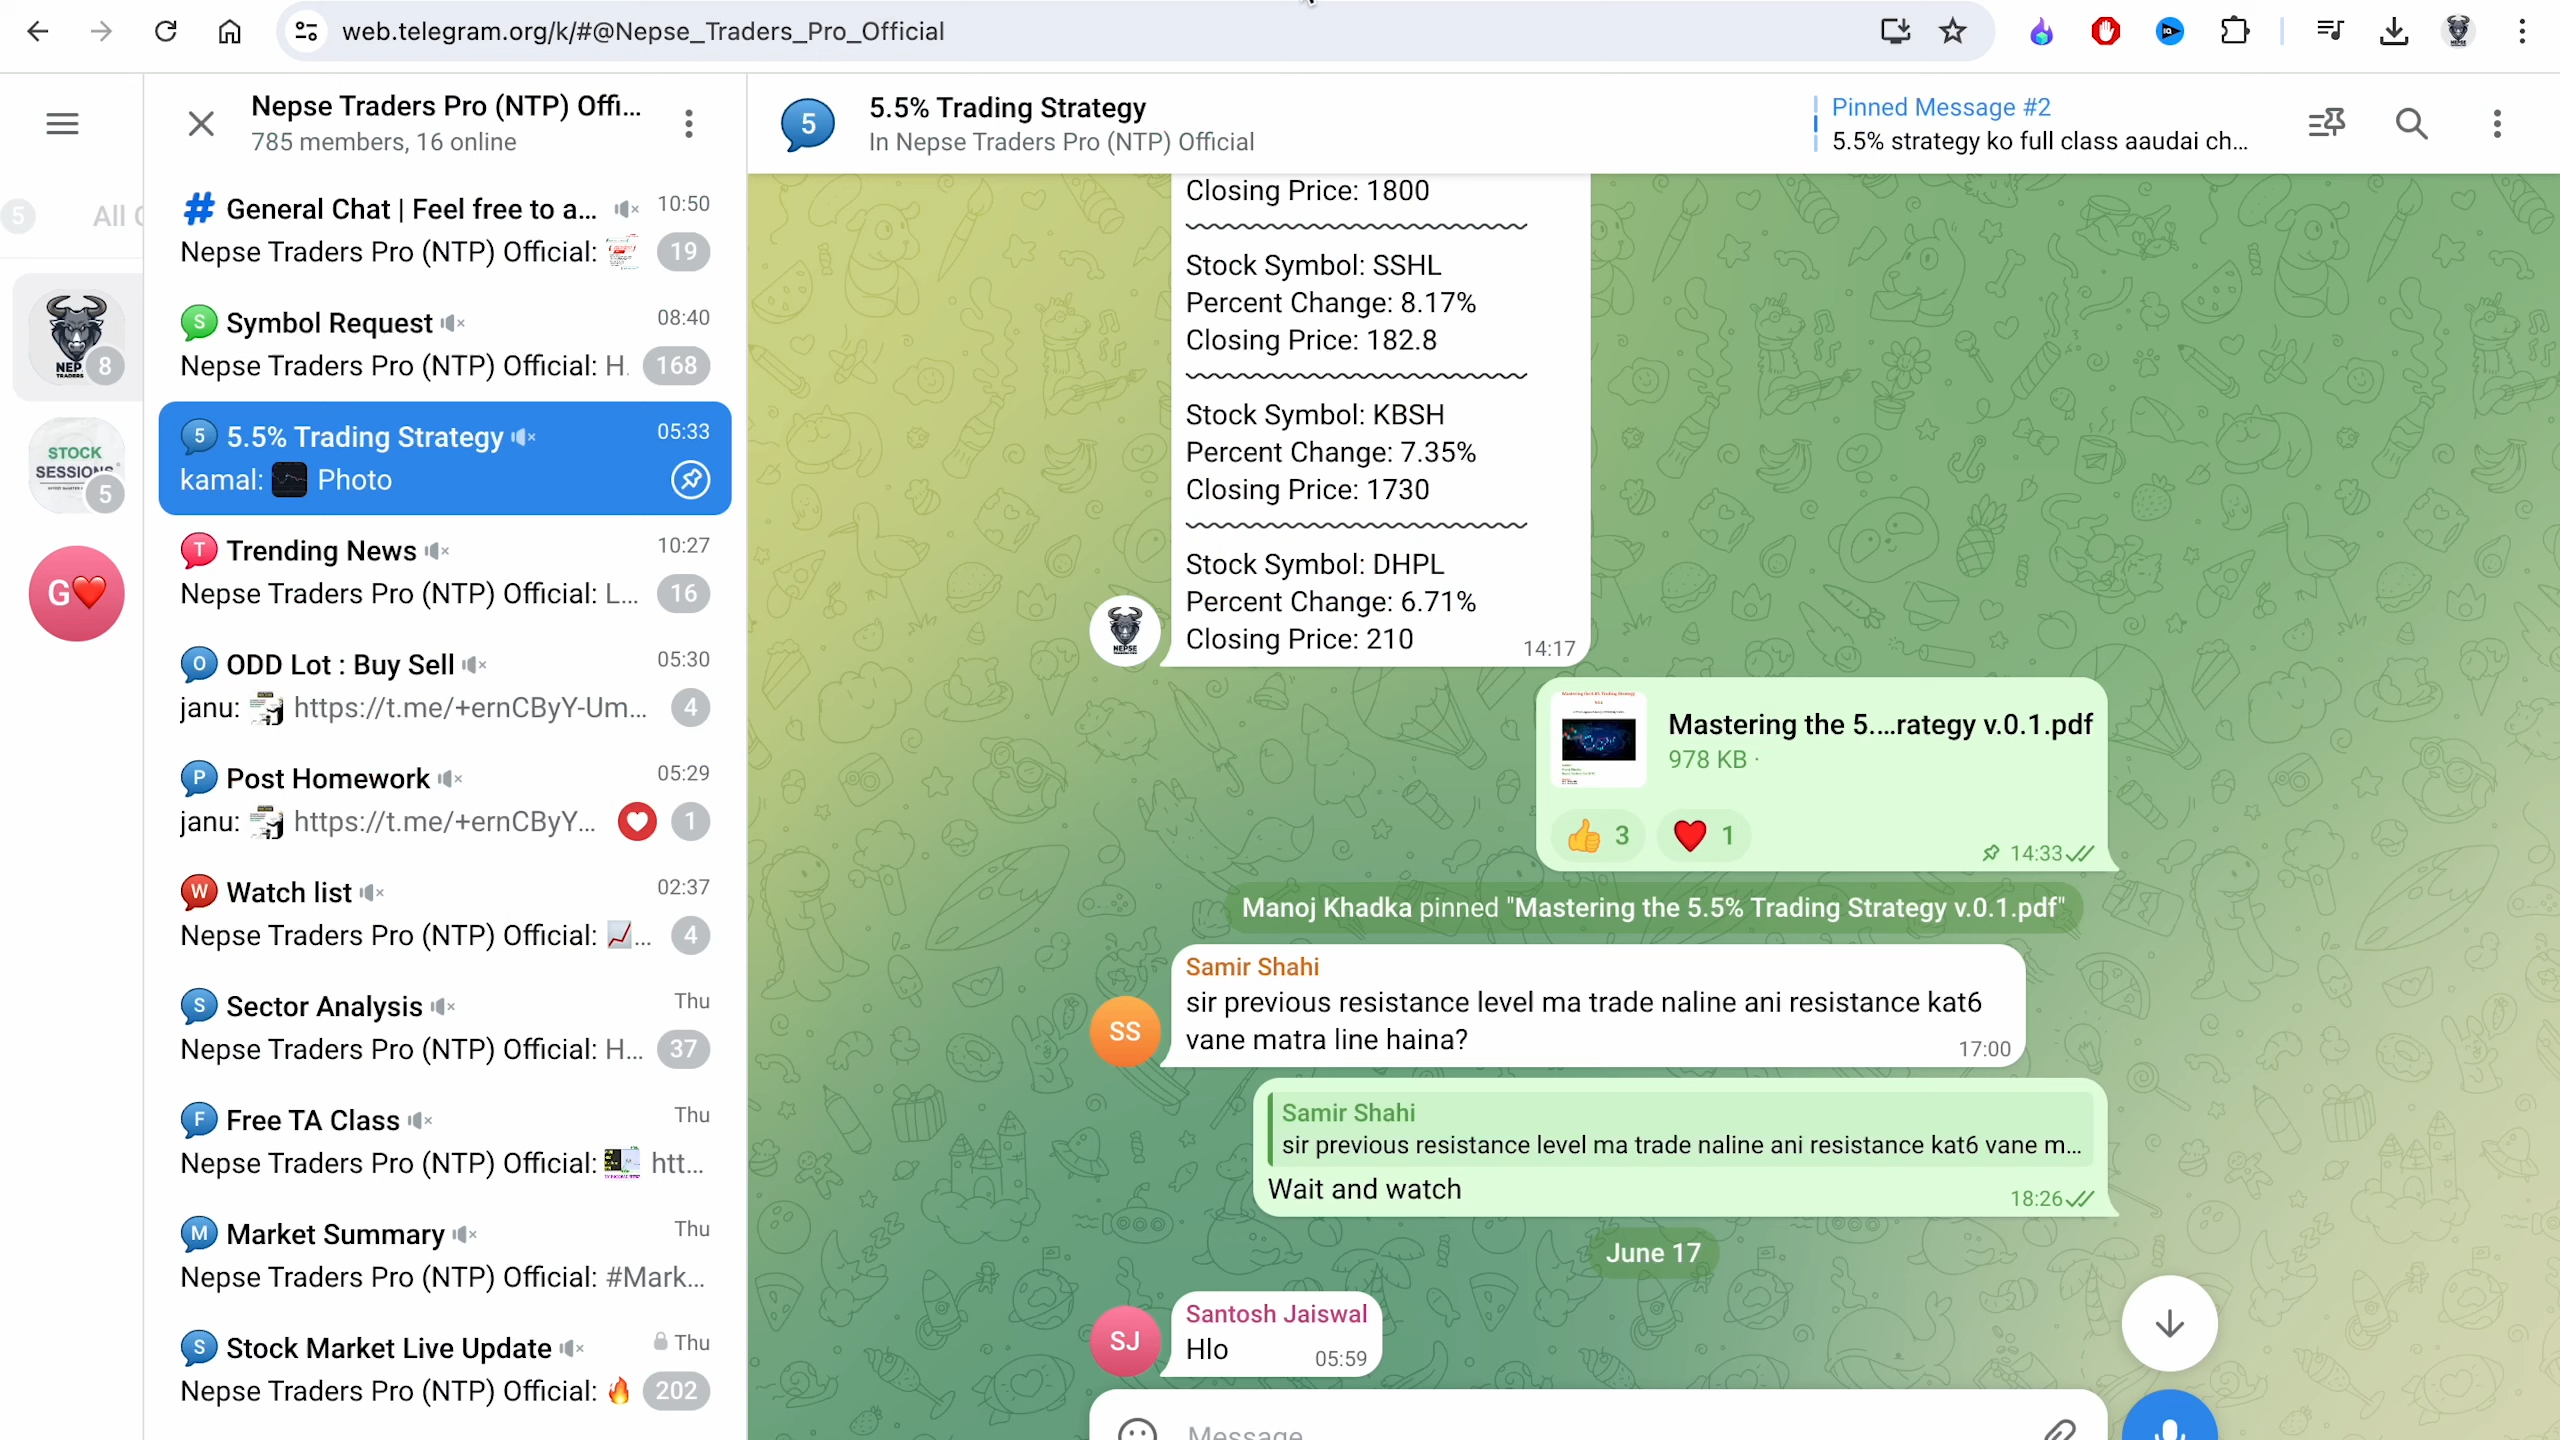 web.telegram.org/k/#@Nepse_Traders_Pro_Official
Nepse Traders Pro (NTP) Offi...
785 members, 16 online
5
All
General Chat | Feel free to a... 10:50
Nepse Traders Pro (NTP) Official: 19
S Symbol Request 08:40
Nepse Traders Pro (NTP) Official: H. 168
5 5.5% Trading Strategy 05:33
kamal: Photo
T Trending News 10:27
Nepse Traders Pro (NTP) Official: L... 16
O ODD Lot : Buy Sell 05:30
janu: https://t.me/+ernCByY-Um... 4
P Post Homework 05:29
janu: https://t.me/+ernCByY... 1
W Watch list 02:37
Nepse Traders Pro (NTP) Official: 📈... 4
S Sector Analysis Thu
Nepse Traders Pro (NTP) Official: H... 37
F Free TA Class Thu
Nepse Traders Pro (NTP) Official: htt...
M Market Summary Thu
Nepse Traders Pro (NTP) Official: #Mark...
S Stock Market Live Update Thu
Nepse Traders Pro (NTP) Official: 🔥 202
NEP
TRADERS
8
STOCK
SESSIONS
5
G❤️
5
5.5% Trading Strategy
In Nepse Traders Pro (NTP) Official
Pinned Message #2
5.5% strategy ko full class aaudai ch...
Closing Price: 1800
~~~~~~~~~~~~~~~~~~~~
Stock Symbol: SSHL
Percent Change: 8.17%
Closing Price: 182.8
~~~~~~~~~~~~~~~~~~~~
Stock Symbol: KBSH
Percent Change: 7.35%
Closing Price: 1730
~~~~~~~~~~~~~~~~~~~~
Stock Symbol: DHPL
Percent Change: 6.71%
Closing Price: 210
14:17
NEPSE
Mastering the 5....rategy v.0.1.pdf
978 KB ·
👍 3 ❤️ 1
14:33
Manoj Khadka pinned "Mastering the 5.5% Trading Strategy v.0.1.pdf"
Samir Shahi
sir previous resistance level ma trade naline ani resistance kat6
vane matra line haina?
17:00
SS
Samir Shahi
sir previous resistance level ma trade naline ani resistance kat6 vane m...
Wait and watch
18:26
June 17
Santosh Jaiswal
Hlo
05:59
SJ
Message